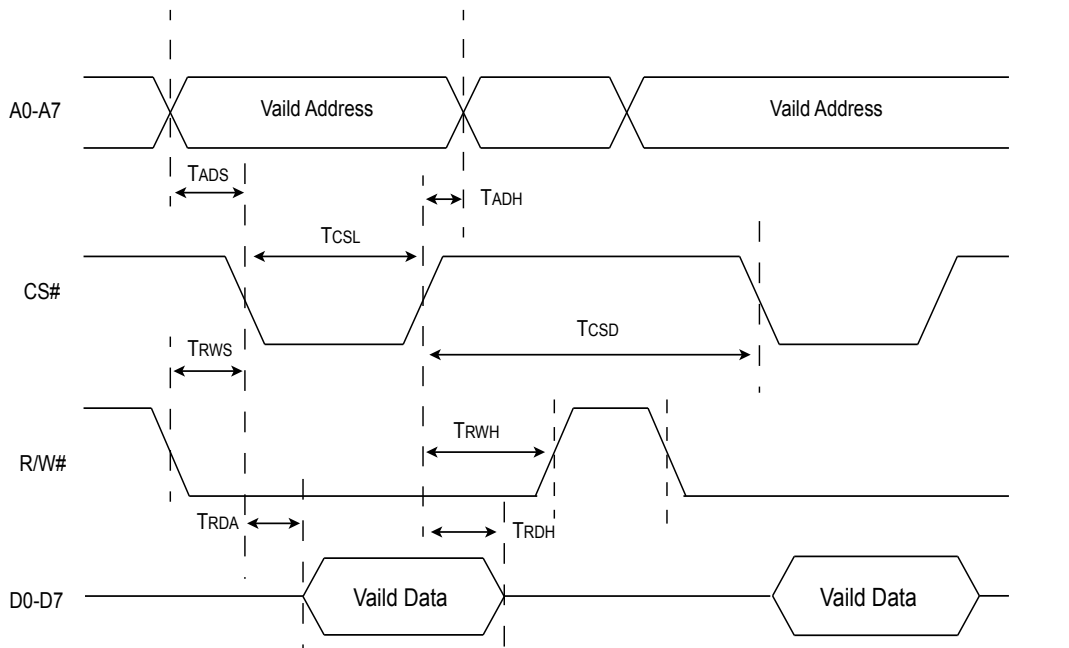 A0-A7
Vaild Address
Vaild Address
TADS
TADH
TCSL
CS#
TCSD
TRWS
TRWH
R/W#
TRDA
TRDH
D0-D7
Vaild Data
Vaild Data